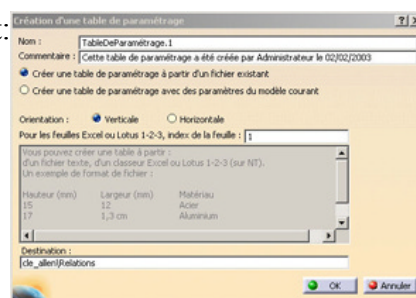 Création d'une table de paramétrage
Nom : TableDeParamétrage.1
Commentaire : Cette table de paramétrage a été créée par Administrateur le 02/02/2003
Créer une table de paramétrage à partir d'un fichier existant
Créer une table de paramétrage avec des paramètres du modèle courant
Orientation : Verticale Horizontale
Pour les feuilles Excel ou Lotus 1-2-3, index de la feuille : 1
Vous pouvez créer une table à partir :
d'un fichier texte, d'un classeur Excel ou Lotus 1-2-3 (sur NT).
Un exemple de format de fichier :
Hauteur (mm) Largeur (mm) Matériau
15 12 Acier
17 1,3 cm Aluminium
Destination :
cle_allen\Relations
OK Annuler